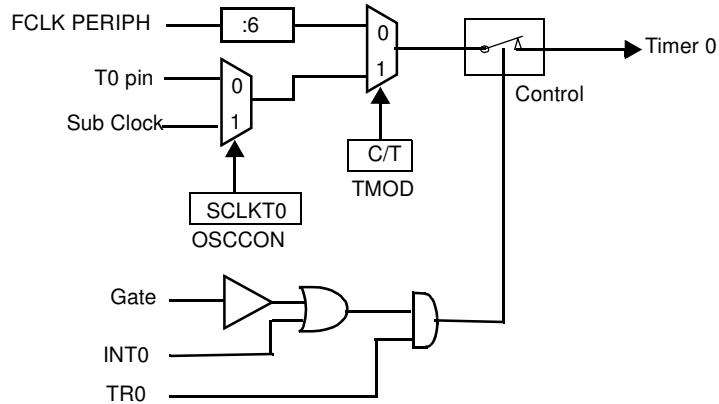 FCLK PERIPH
:6
0
1
Timer 0
T0 pin
0
1
Sub Clock
Control
C/T
TMOD
SCLKT0
OSCCON
Gate
INT0
TR0